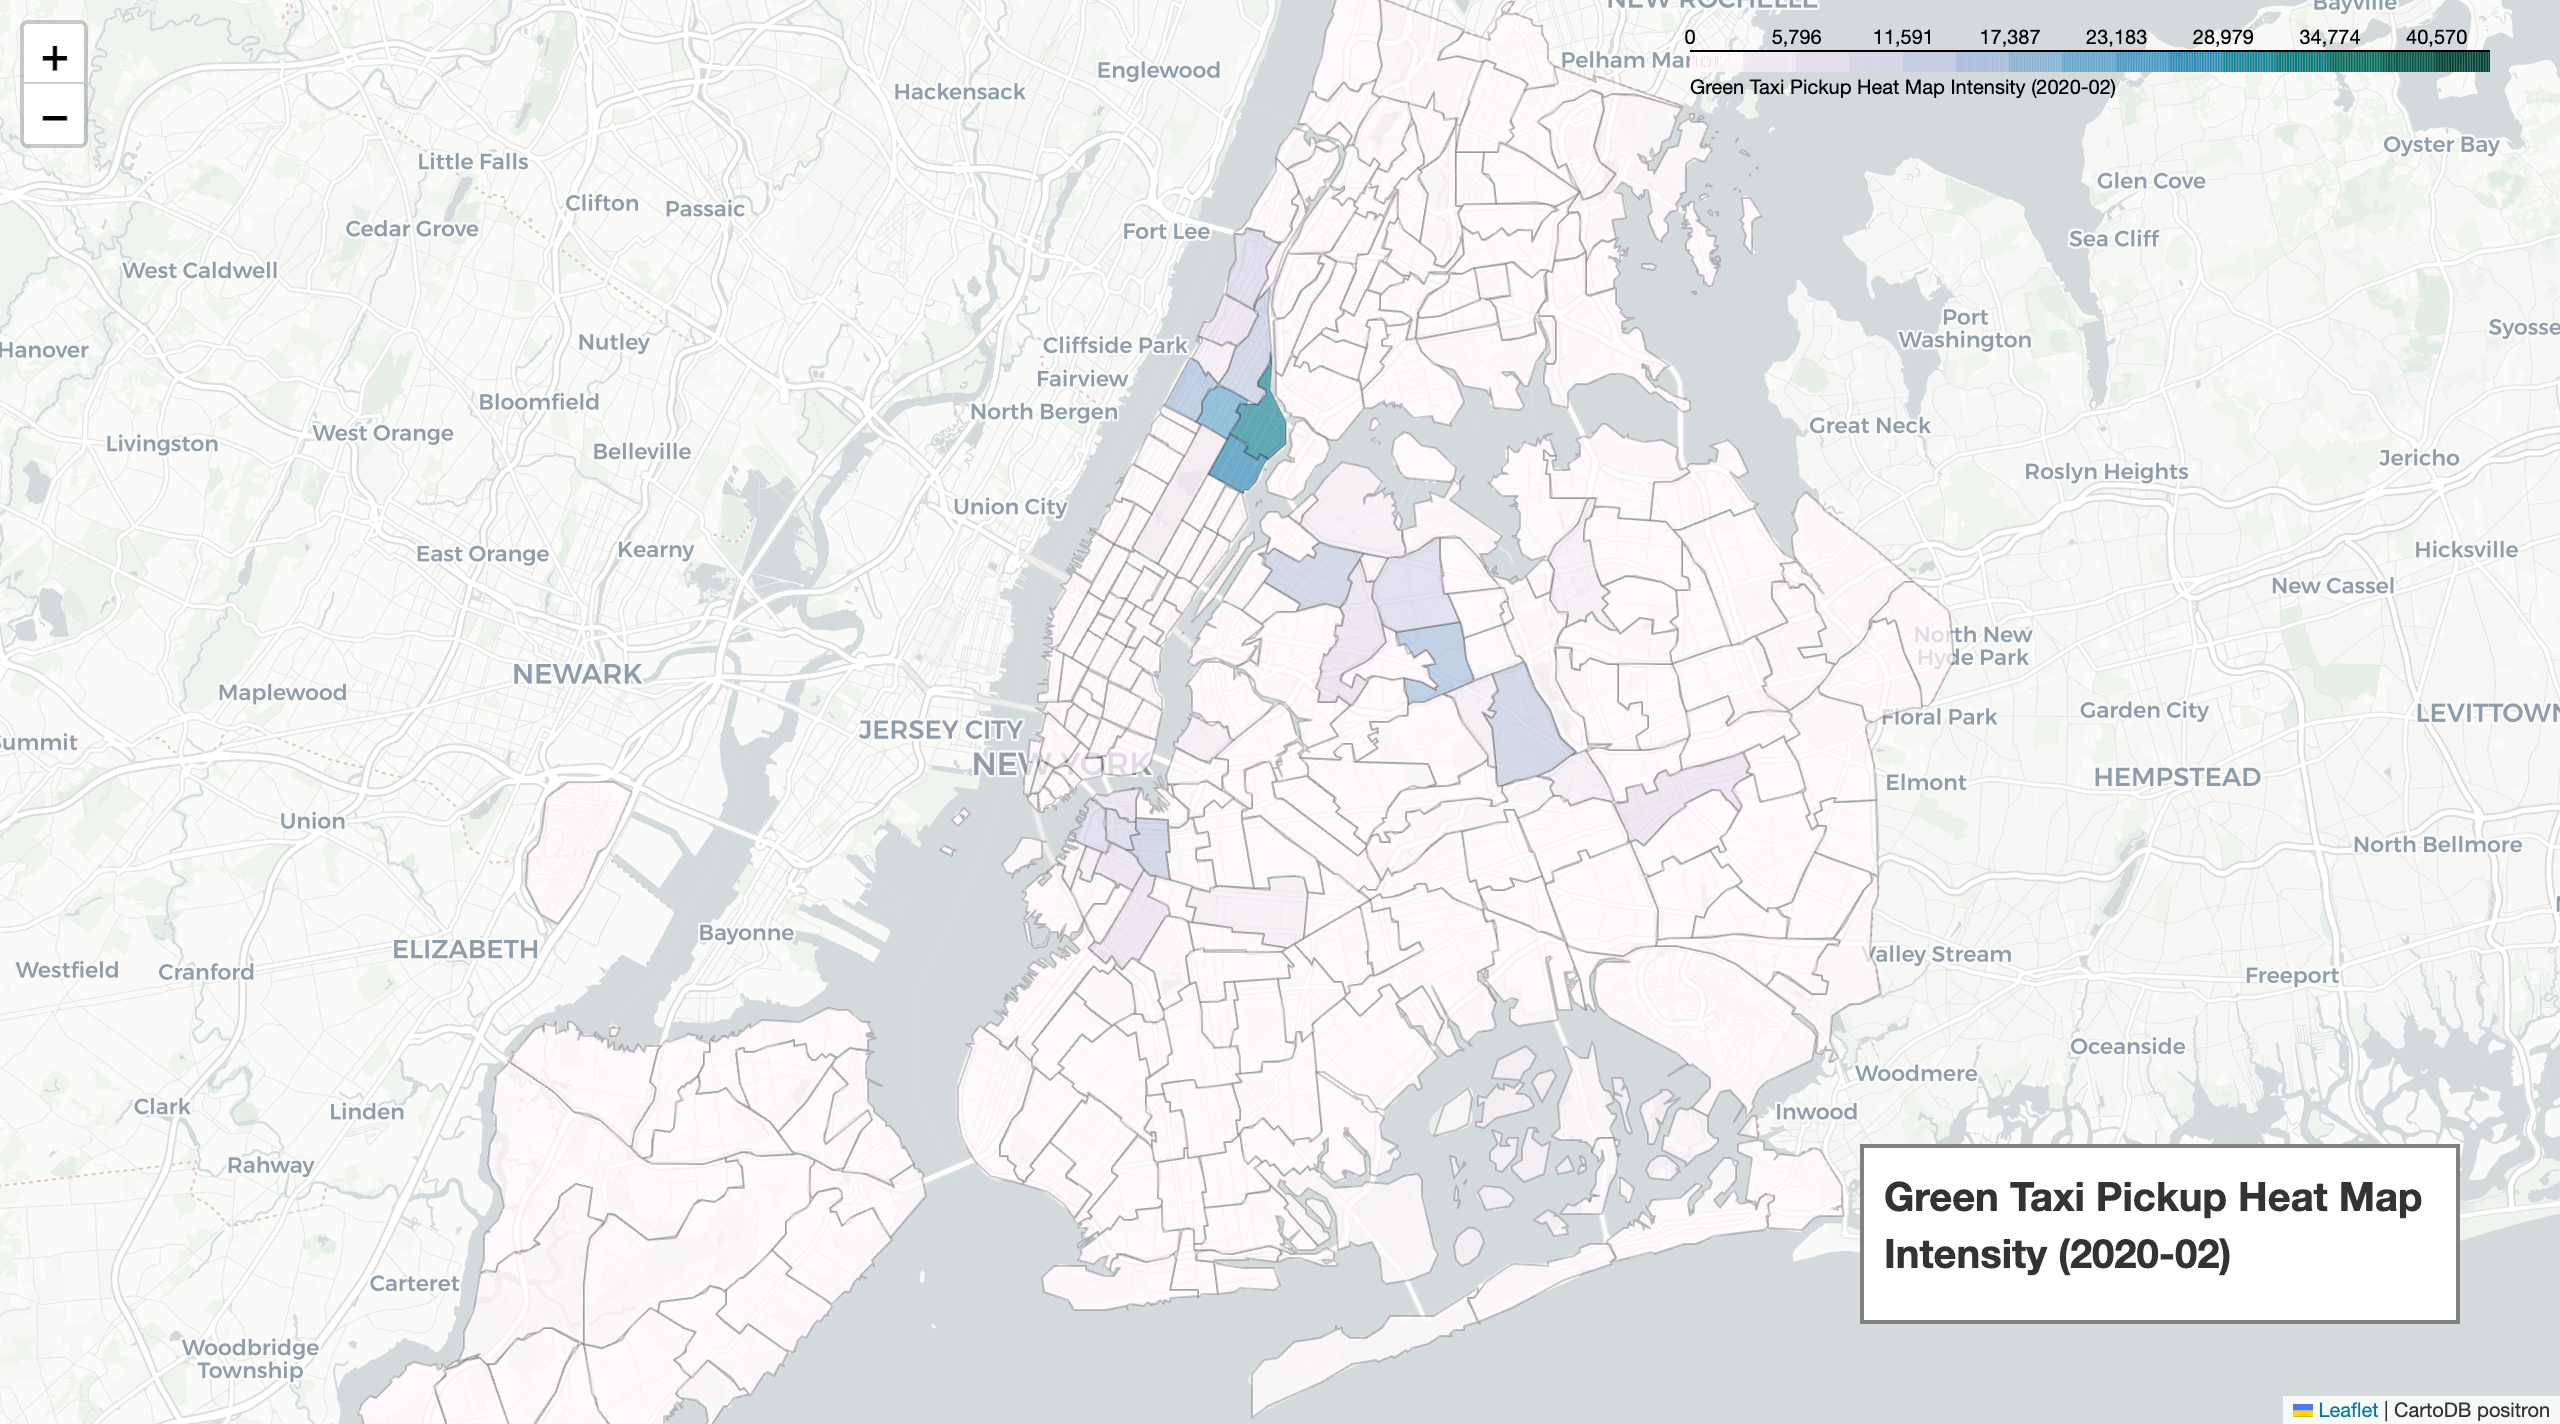 +
−
NEW ROCHELLE
Bayville
0 5,796 11,591 17,387 23,183 28,979 34,774 40,570
Green Taxi Pickup Heat Map Intensity (2020-02)
Pelham Manor
Englewood
Hackensack
Oyster Bay
Little Falls
Glen Cove
Clifton
Passaic
Cedar Grove
Fort Lee
Sea Cliff
West Caldwell
Port
Washington
Syosse
Nutley
Hanover
Cliffside Park
Fairview
Bloomfield
North Bergen
Great Neck
West Orange
Livingston
Belleville
Jericho
Roslyn Heights
Union City
East Orange
Kearny
Hicksville
New Cassel
North New
Hyde Park
NEWARK
Maplewood
Garden City
LEVITTOWN
Floral Park
JERSEY CITY
Summit
NEW YORK
HEMPSTEAD
Elmont
Union
North Bellmore
Bayonne
ELIZABETH
Valley Stream
Westfield
Cranford
Freeport
Oceanside
Woodmere
Clark
Linden
Inwood
Rahway
Green Taxi Pickup Heat Map
Intensity (2020-02)
Carteret
Woodbridge
Township
Leaflet | CartoDB positron